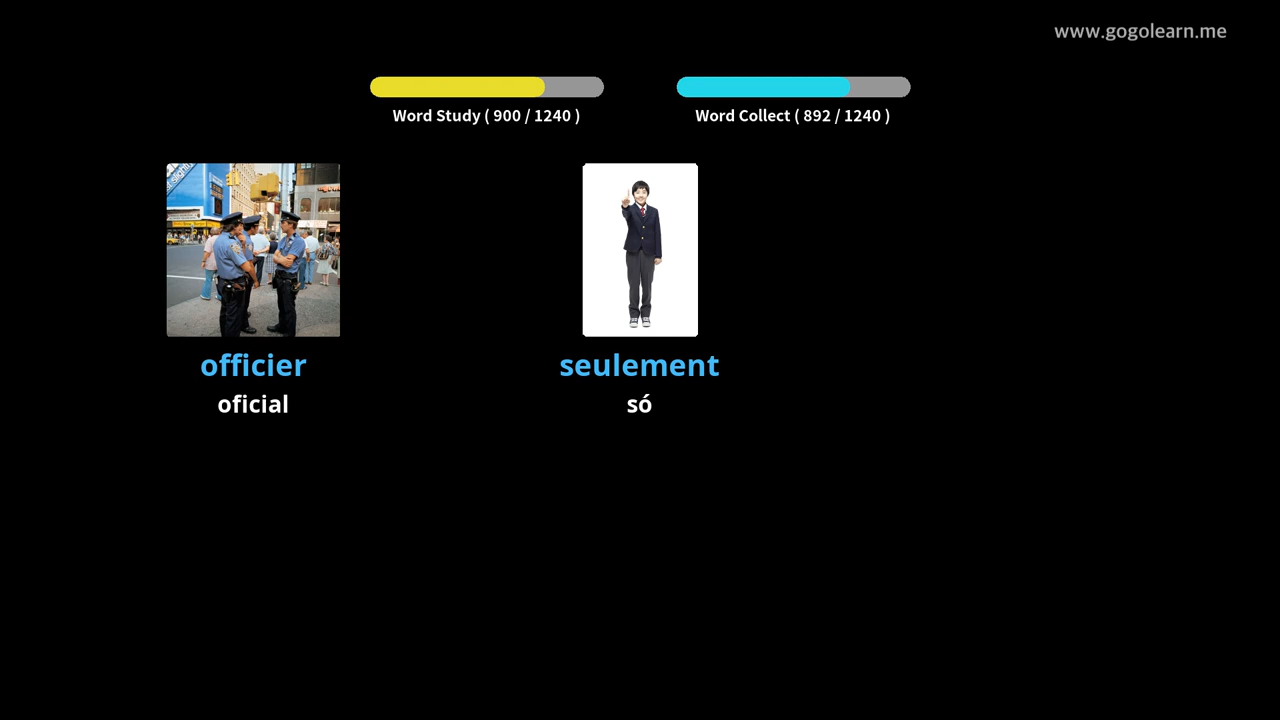 www.gogolearn.me
Word Study ( 900 / 1240 )
Word Collect ( 892 / 1240 )
officier
oficial
seulement
só